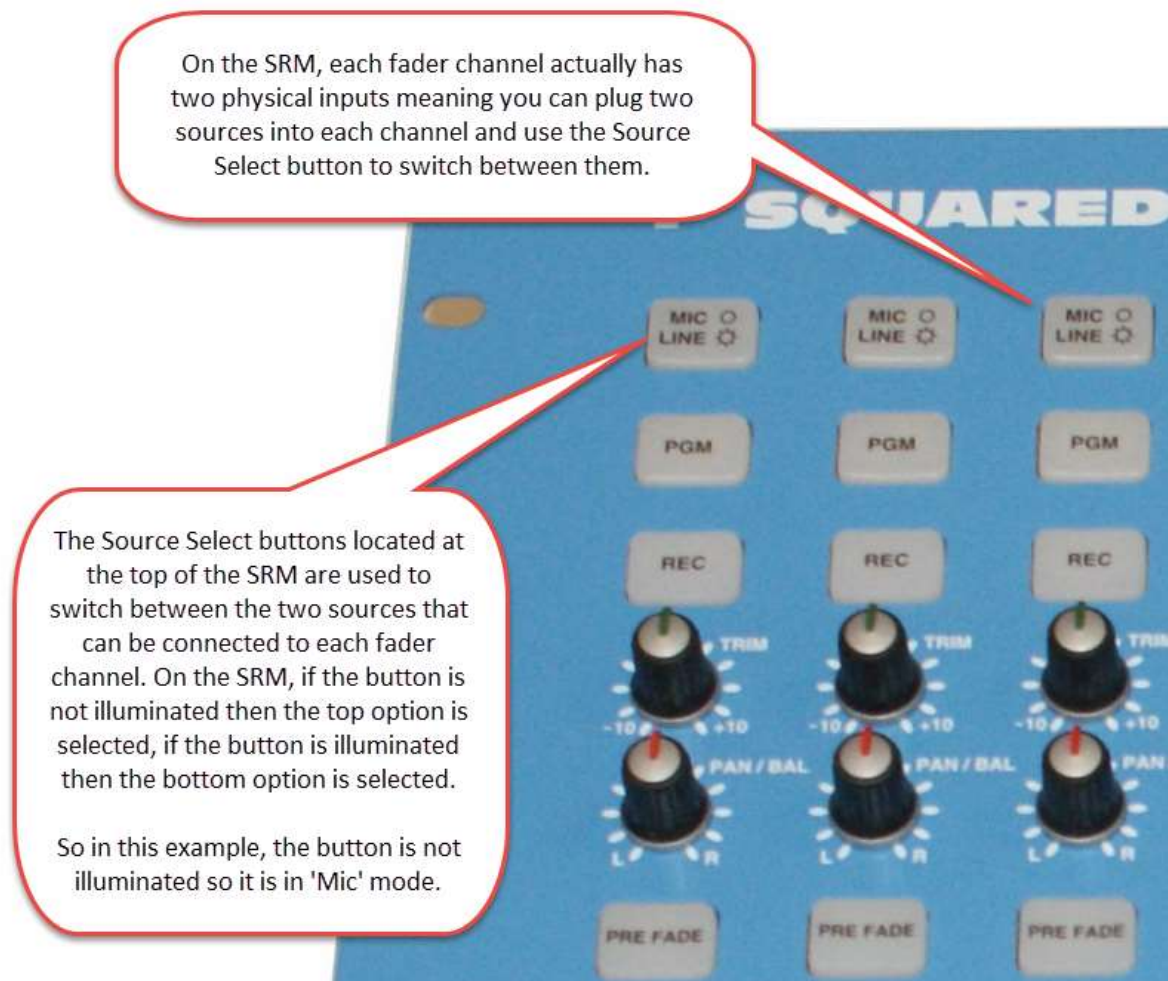 On the SRM, each fader channel actually has
two physical inputs meaning you can plug two
sources into each channel and use the Source
Select button to switch between them.
SQUARED
MIC MIC MIC
LINE LINE LINE
PGM PGM PGM
The Source Select buttons located at
the top of the SRM are used to
switch between the two sources that
can be connected to each fader
channel. On the SRM, if the button is
not illuminated then the top option is
selected, if the button is illuminated
then the bottom option is selected.
So in this example, the button is not
illuminated so it is in 'Mic' mode.
REC REC REC
TRIM TRIM TRIM
-10 +10 -10 +10 -10 +10
PAN / BAL PAN / BAL PAN
L R L R L R
PRE FADE PRE FADE PRE FADE